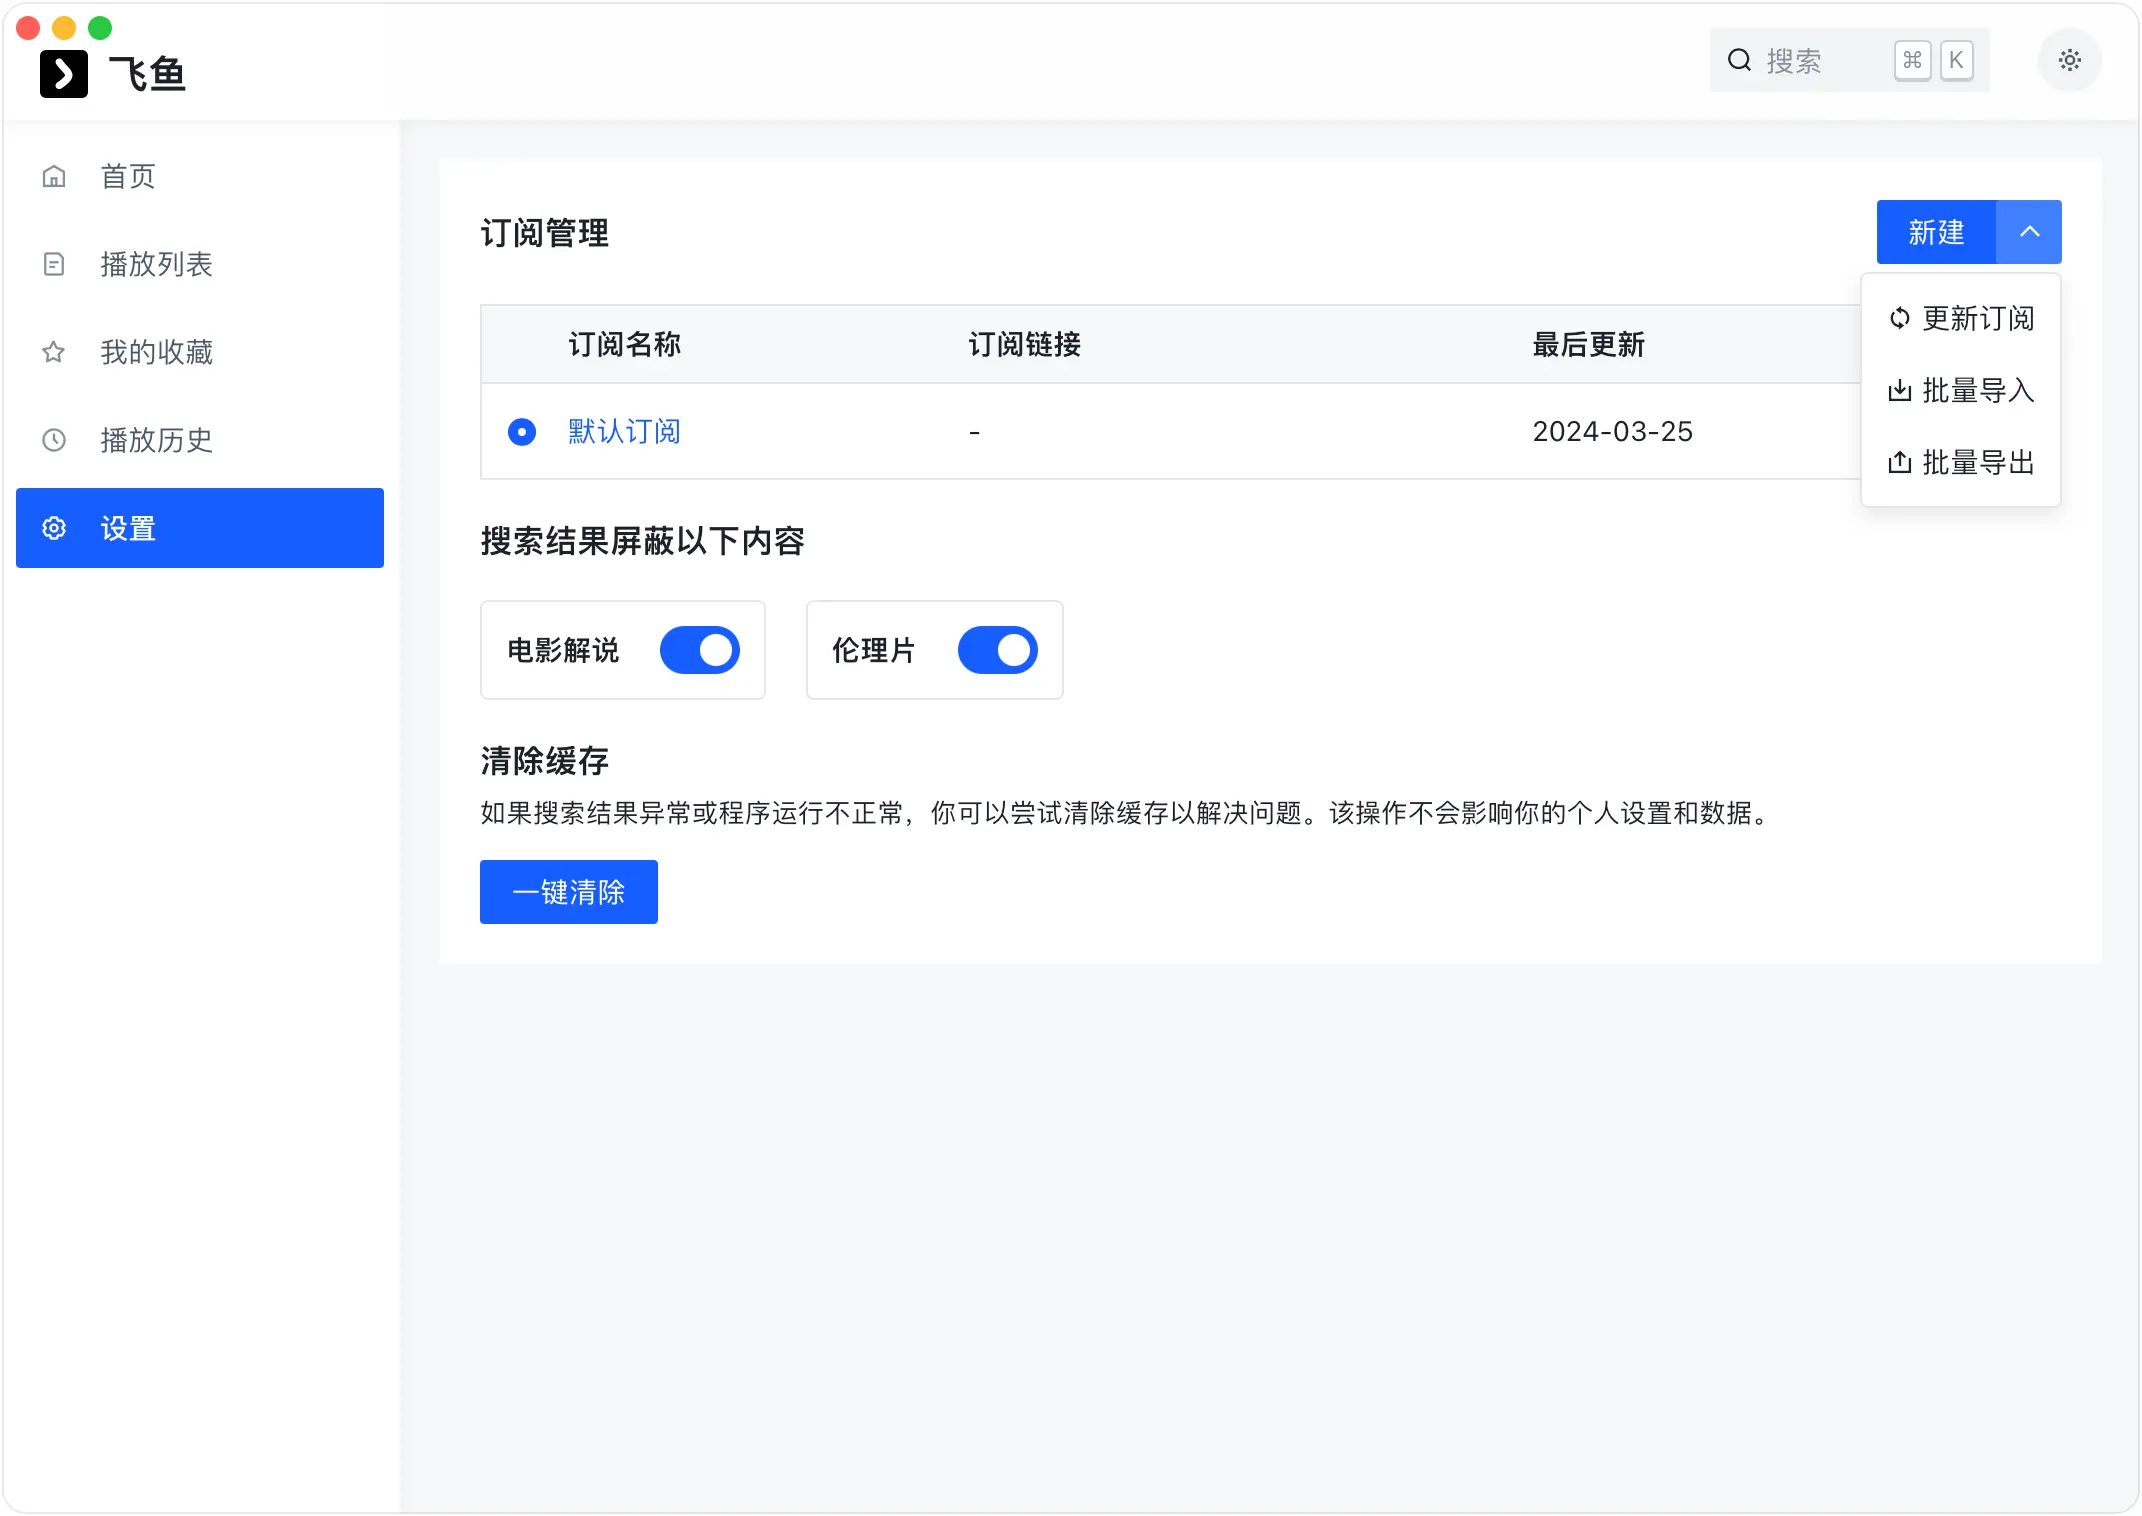 飞鱼
搜索 ⌘ K
首页
播放列表
我的收藏
播放历史
设置
订阅管理
新建
更新订阅
批量导入
批量导出
订阅名称 订阅链接 最后更新
默认订阅 - 2024-03-25
搜索结果屏蔽以下内容
电影解说 伦理片
清除缓存
如果搜索结果异常或程序运行不正常，你可以尝试清除缓存以解决问题。该操作不会影响你的个人设置和数据。
一键清除